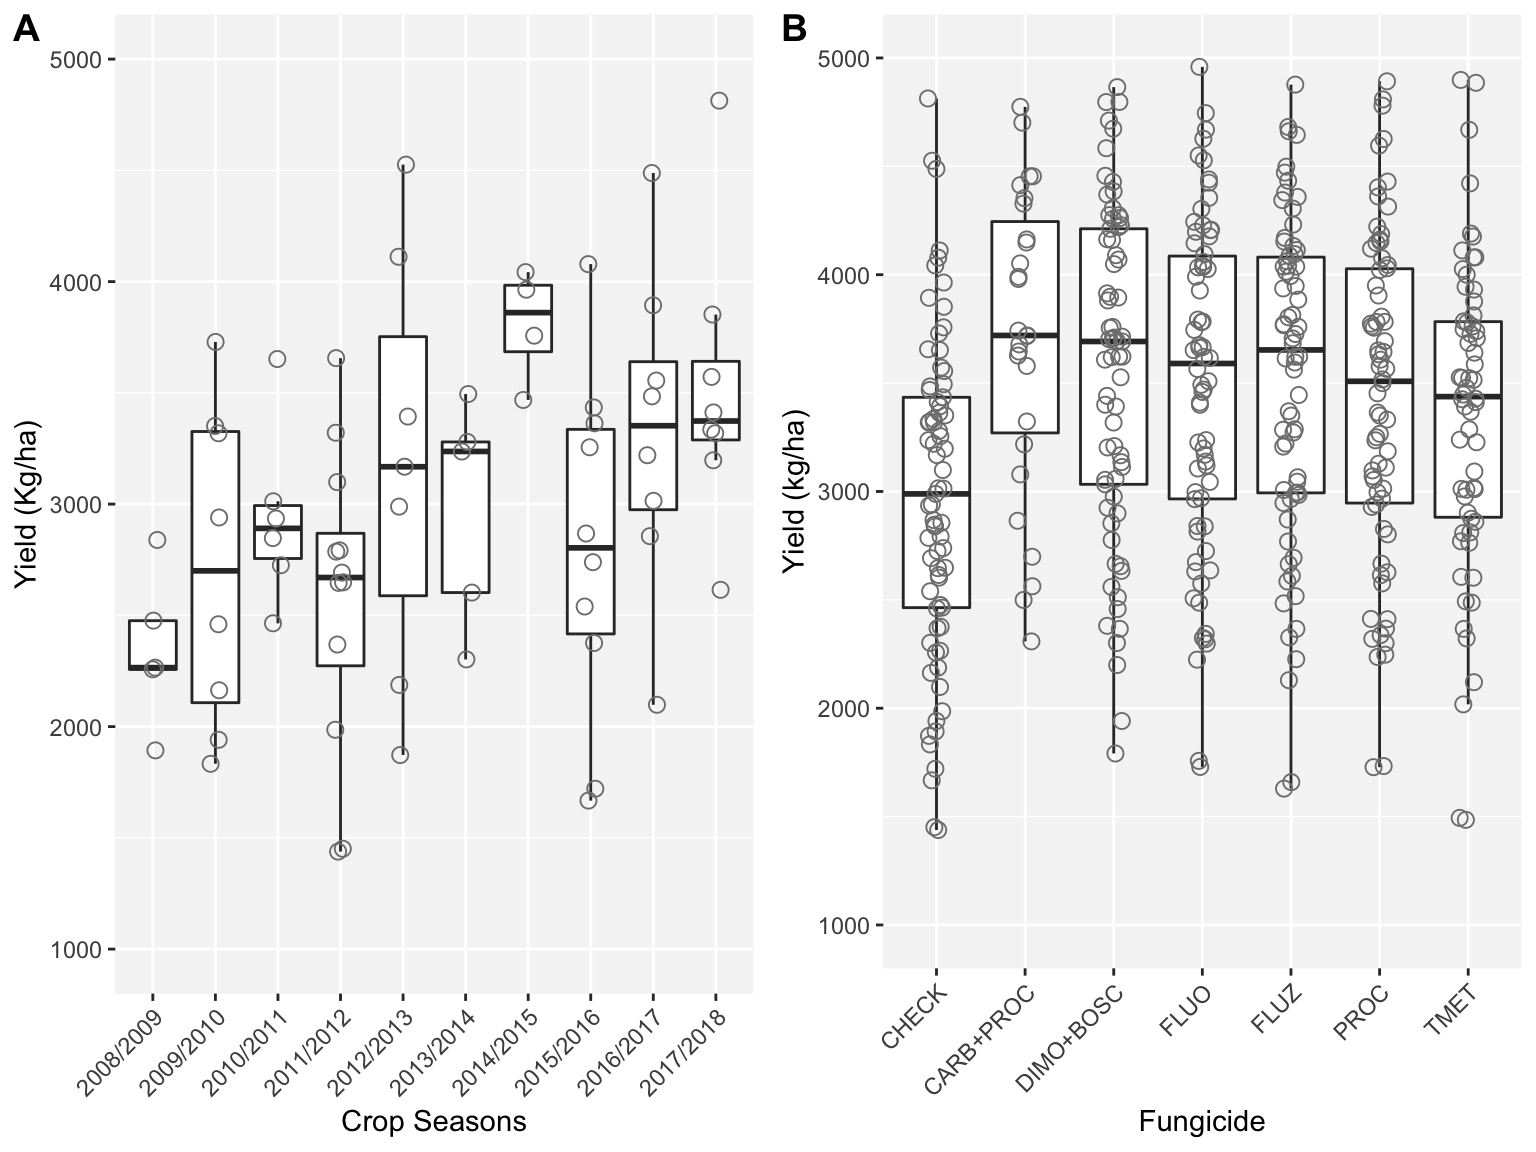 A
Yield (Kg/ha)
5000
4000
3000
2000
1000
2008/2009
2009/2010
2010/2011
2011/2012
2012/2013
2013/2014
2014/2015
2015/2016
2016/2017
2017/2018
Crop Seasons
B
Yield (kg/ha)
5000
4000
3000
2000
1000
CHECK
CARB+PROC
DIMO+BOSC
FLUO
FLUZ
PROC
TMET
Fungicide